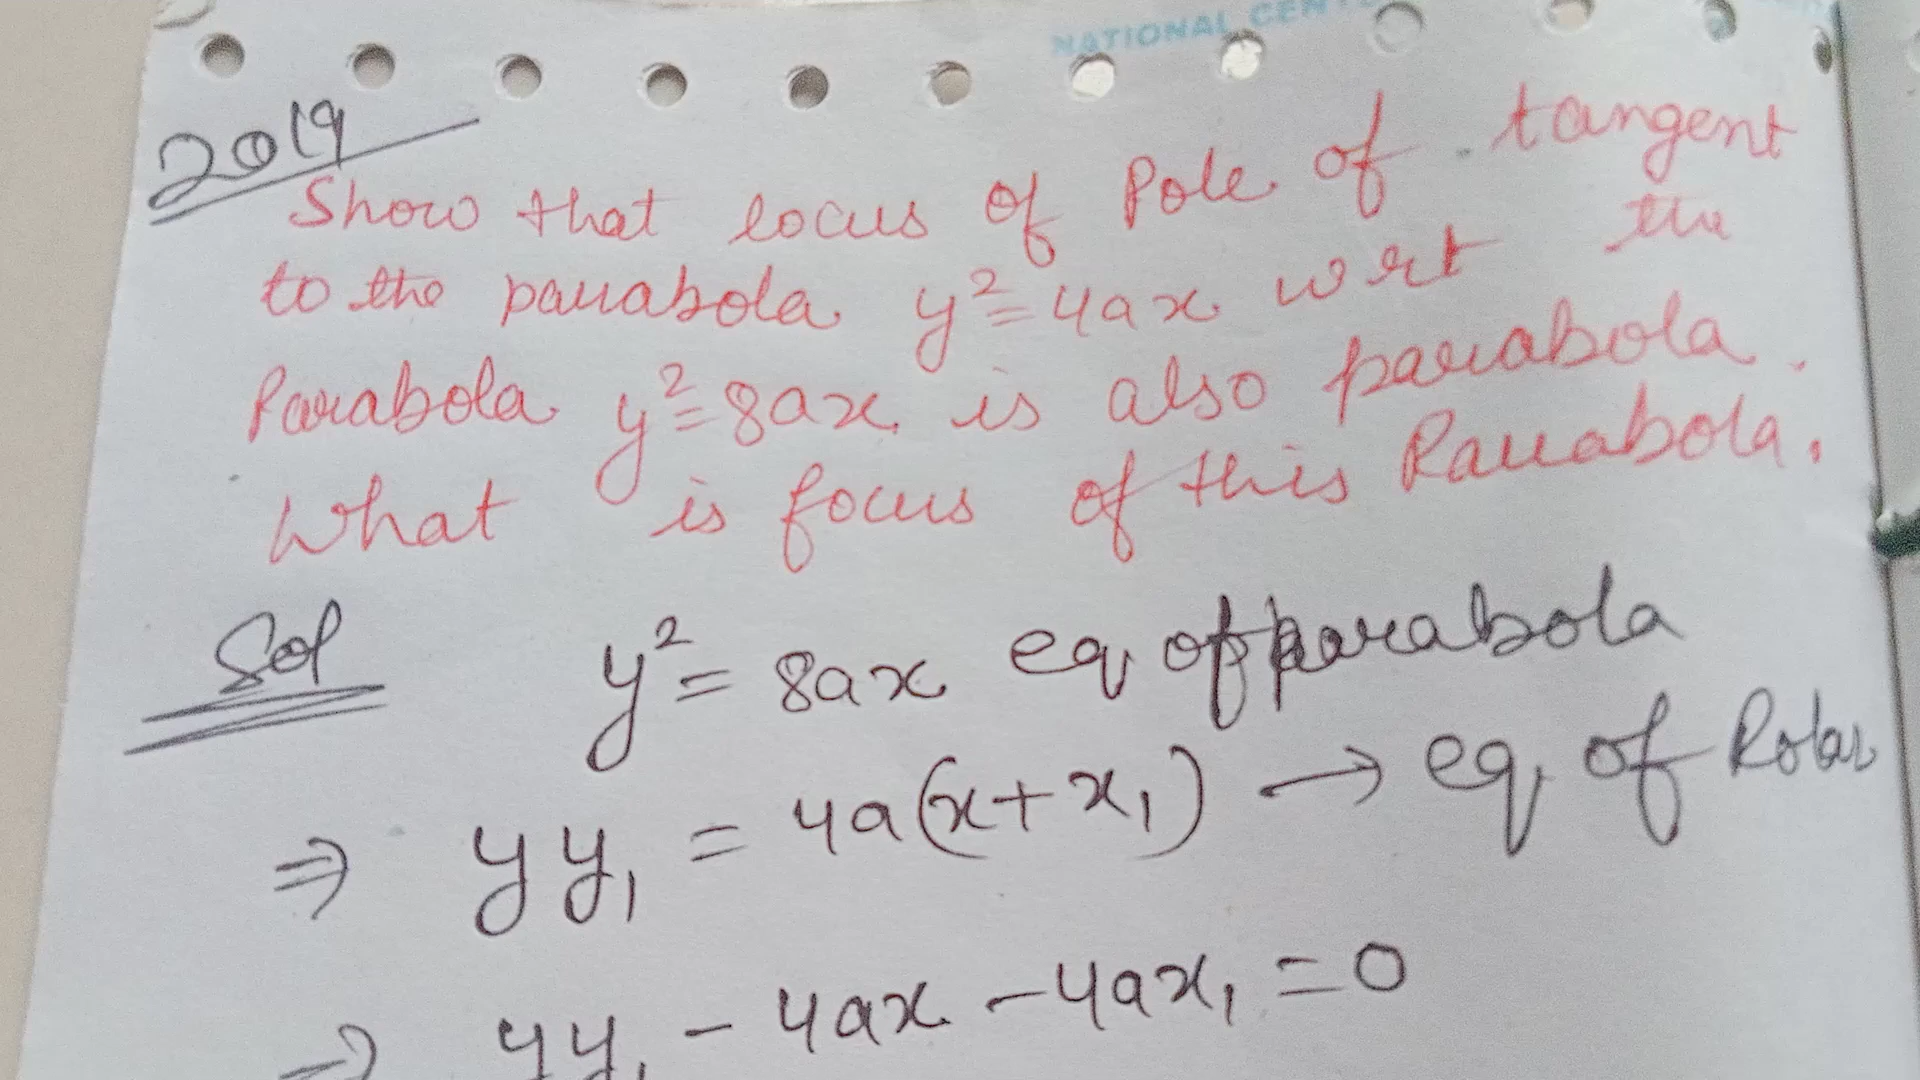 NATIONAL CEN
2019
Show that locus of Pole of tangent
to the parabola y²=4ax wrt the
Parabola y²=8ax is also parabola.
What is focus of this Parabola.
Sol y² = 8ax eq of parabola
⇒ yy₁ = 4a(x+x₁) → eq of Polar
⇒ yy₁ - 4ax - 4ax₁ = 0